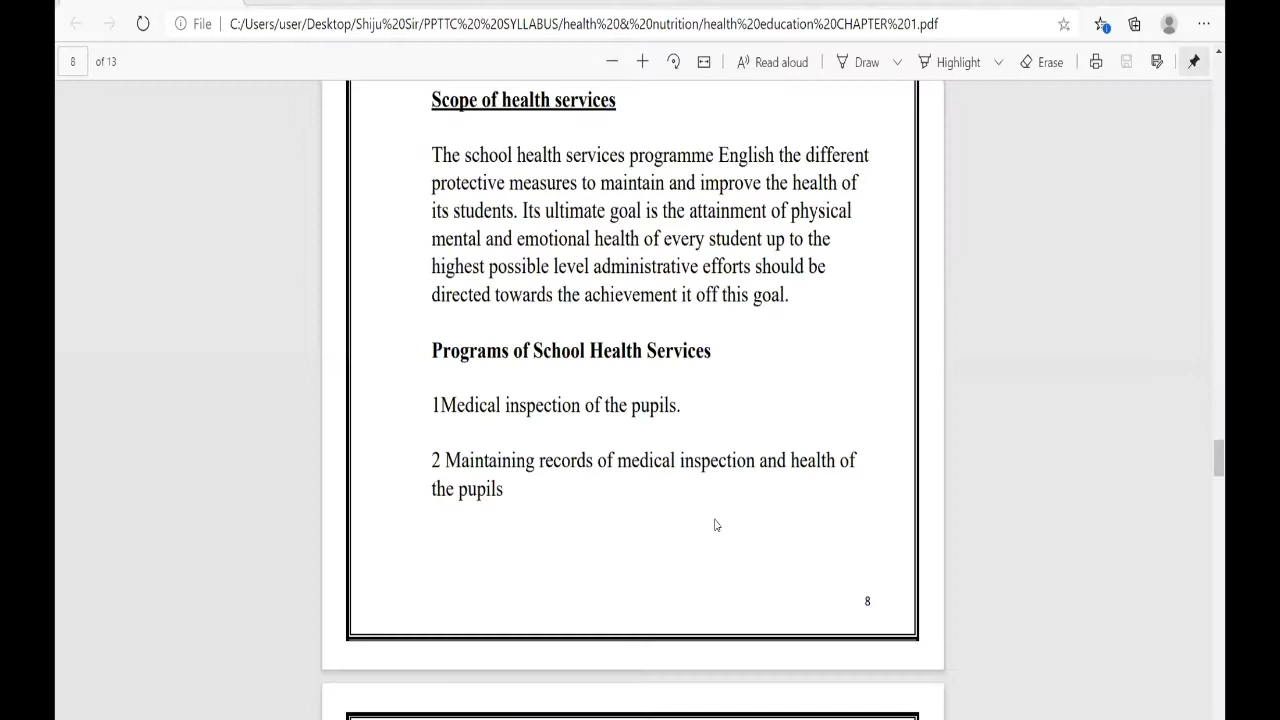 File
C:/Users/user/Desktop/Shiju%20Sir/PPTTC%20%20SYLLABUS/health%20&%20nutrition/health%20education%20CHAPTER%201.pdf
8 of 13
Read aloud
Draw
Highlight
Erase
Scope of health services
The school health services programme English the different
protective measures to maintain and improve the health of
its students. Its ultimate goal is the attainment of physical
mental and emotional health of every student up to the
highest possible level administrative efforts should be
directed towards the achievement it off this goal.
Programs of School Health Services
1Medical inspection of the pupils.
2 Maintaining records of medical inspection and health of
the pupils
8